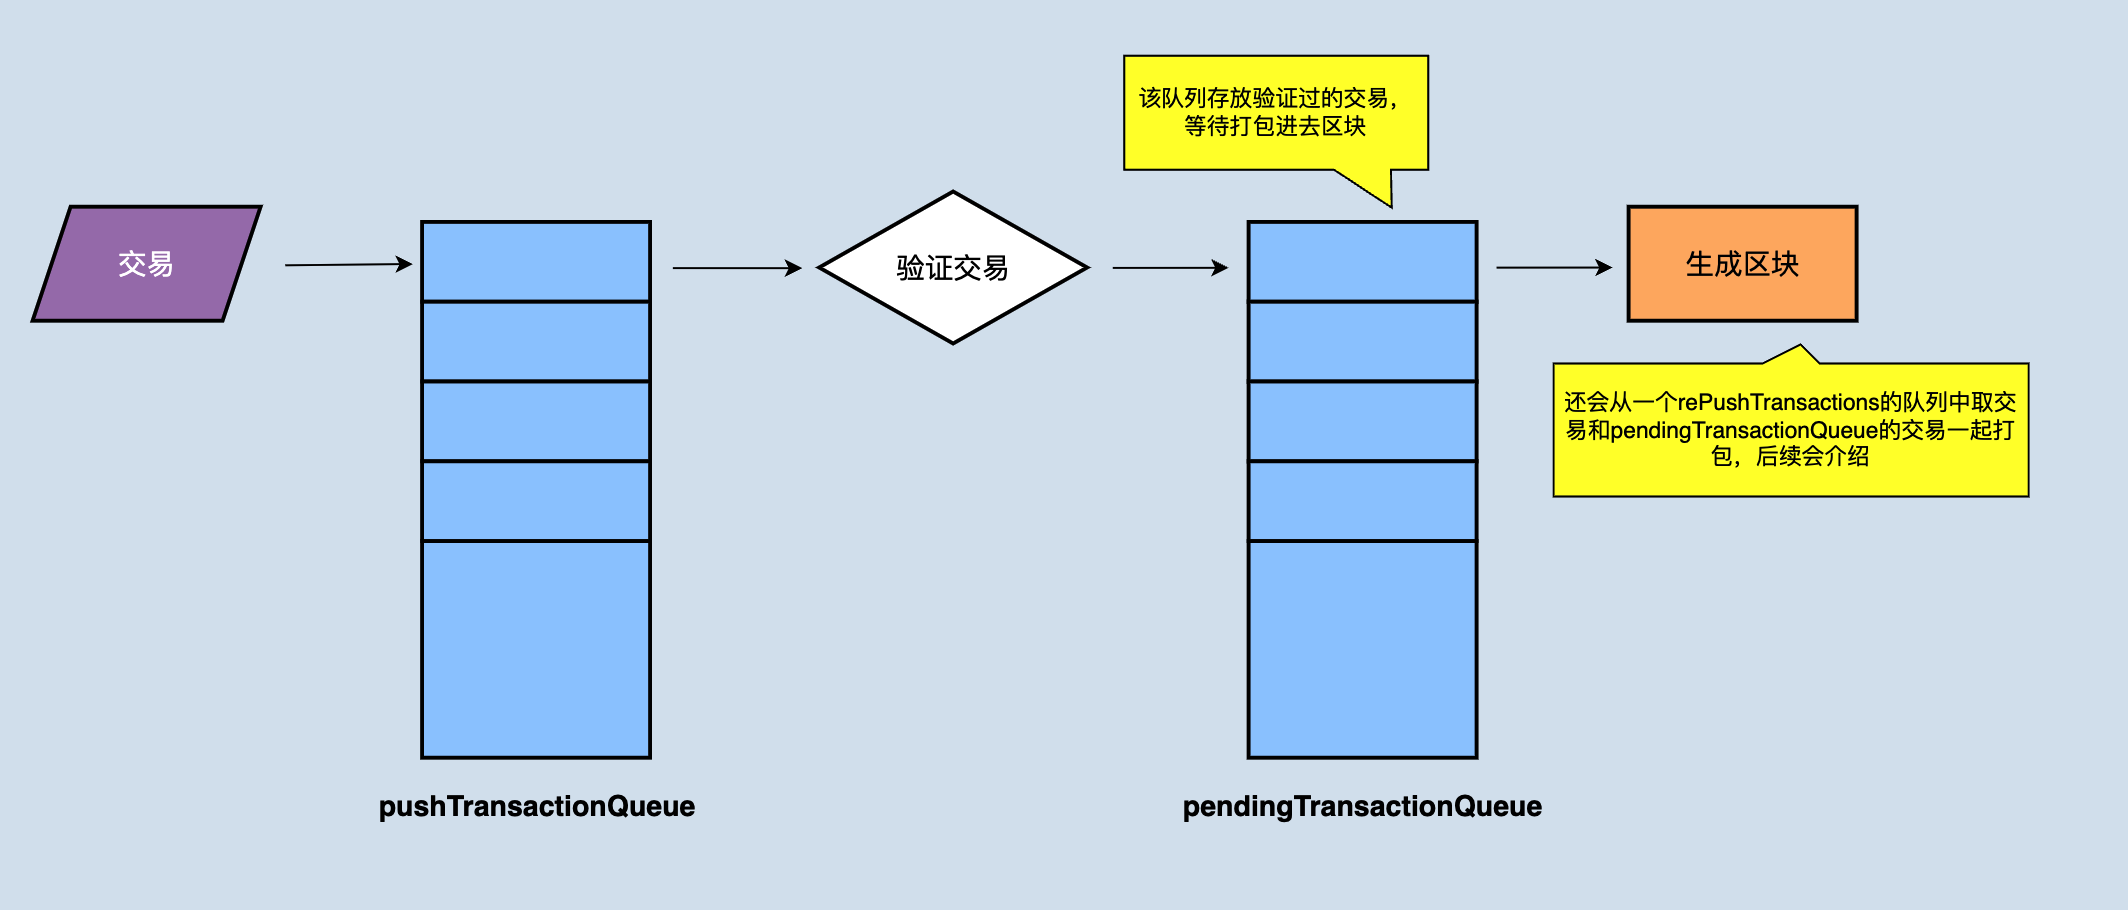 该队列存放验证过的交易，
等待打包进去区块
交易
验证交易
生成区块
还会从一个rePushTransactions的队列中取交
易和pendingTransactionQueue的交易一起打
包，后续会介绍
pushTransactionQueue
pendingTransactionQueue